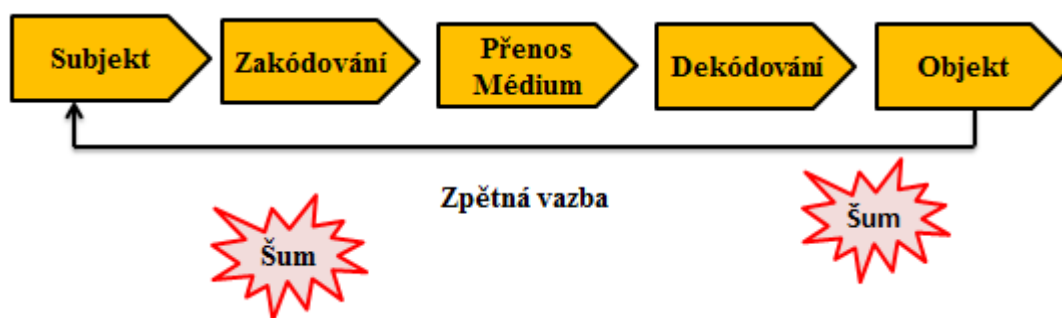 Subjekt
Zakódování
Přenos
Médium
Dekódování
Objekt
Zpětná vazba
Šum
Šum